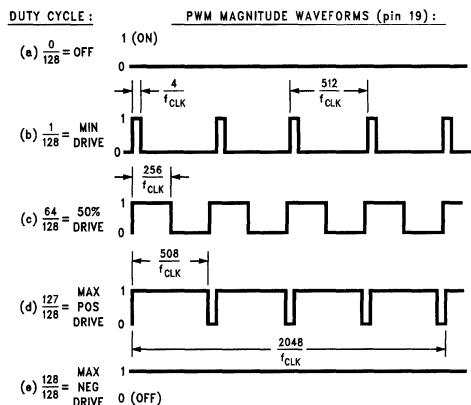 DUTY CYCLE: PWM MAGNITUDE WAVEFORMS (pin 19):
(a) 0/128 = OFF
1 (ON)
0
4/fCLK
512/fCLK
(b) 1/128 = MIN DRIVE
1
0
256/fCLK
(c) 64/128 = 50% DRIVE
1
0
508/fCLK
(d) 127/128 = MAX POS DRIVE
1
0
2048/fCLK
(e) 128/128 = MAX NEG DRIVE
1
0 (OFF)